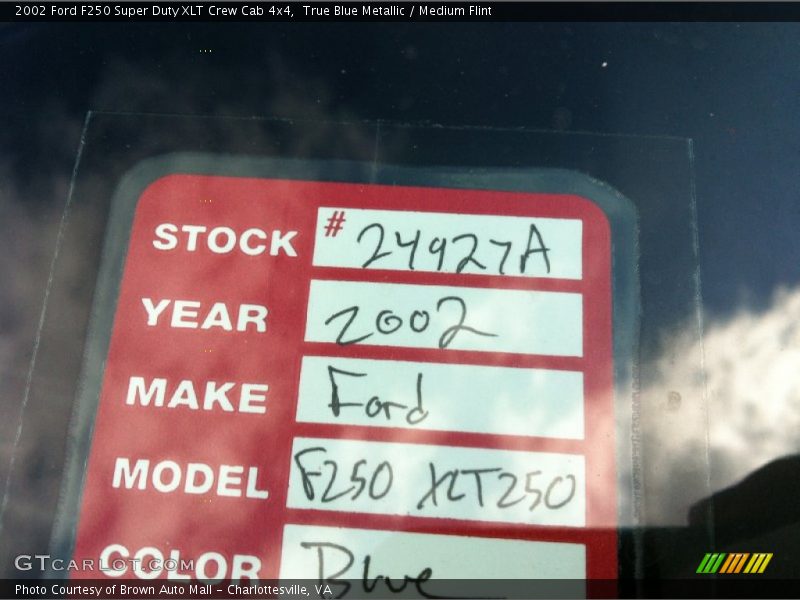 2002 Ford F250 Super Duty XLT Crew Cab 4x4,  True Blue Metallic / Medium Flint
STOCK # 24927A
YEAR 2002
MAKE Ford
MODEL F250 XLT250
COLOR Blue
GTcarLot.com
Photo Courtesy of Brown Auto Mall - Charlottesville, VA